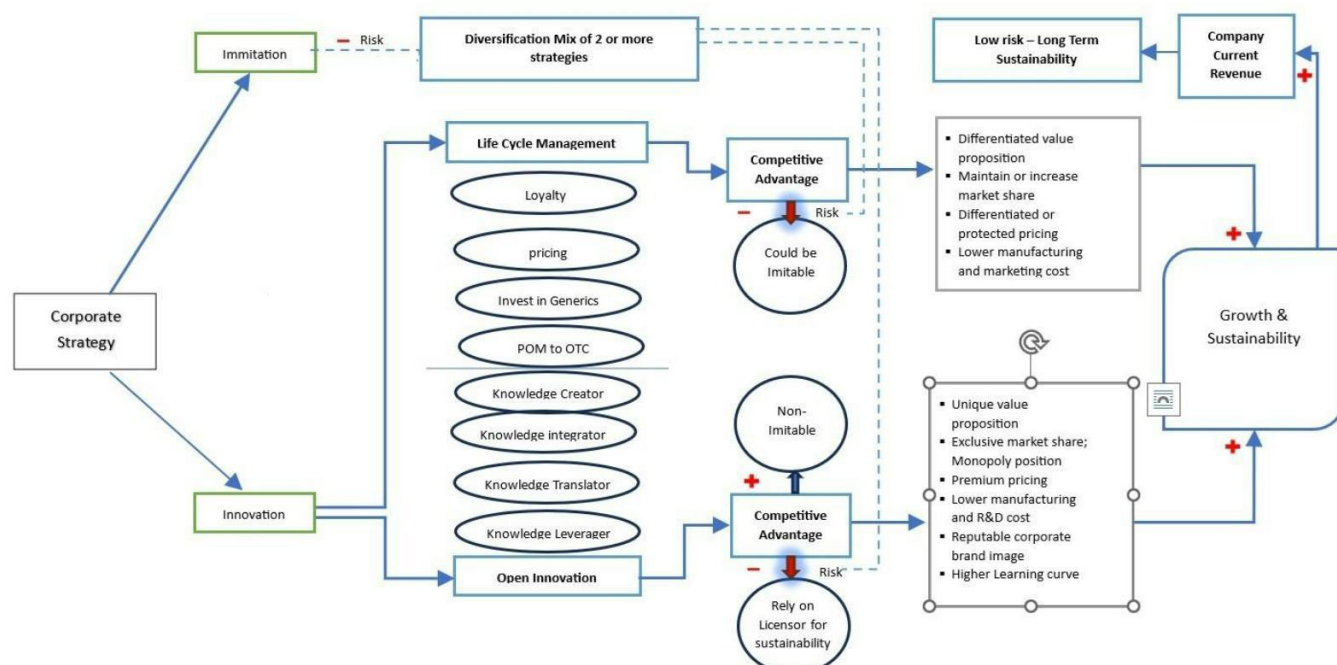 Immitation
− Risk
Diversification Mix of 2 or more
strategies
Low risk – Long Term
Sustainability
Company
Current
Revenue
+
Life Cycle Management
Loyalty
pricing
Invest in Generics
POM to OTC
Competitive
Advantage
− Risk
Could be
Imitable
▪ Differentiated value
proposition
▪ Maintain or increase
market share
▪ Differentiated or
protected pricing
▪ Lower manufacturing
and marketing cost
+
Corporate
Strategy
Growth &
Sustainability
Knowledge Creator
Knowledge integrator
Knowledge Translator
Knowledge Leverager
Innovation
Open Innovation
Non-
Imitable
+
Competitive
Advantage
− Risk
Rely on
Licensor for
sustainability
▪ Unique value
proposition
▪ Exclusive market share;
Monopoly position
▪ Premium pricing
▪ Lower manufacturing
and R&D cost
▪ Reputable corporate
brand image
▪ Higher Learning curve
+